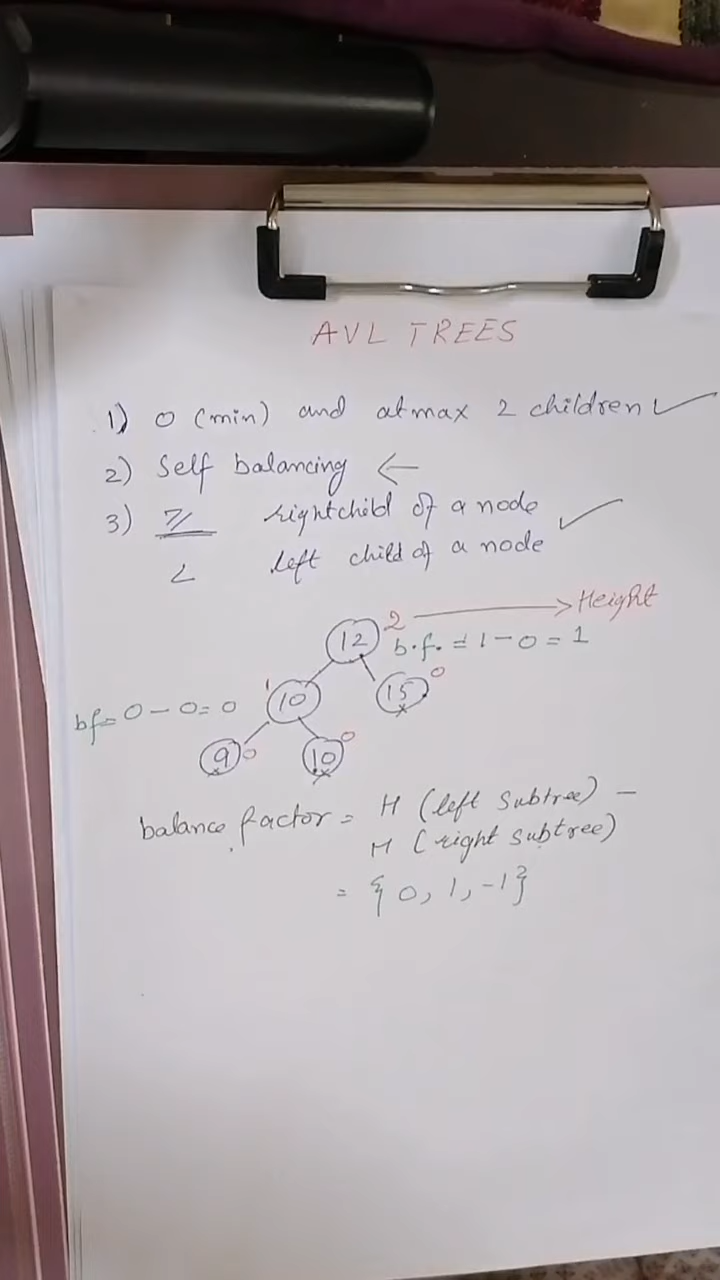 AVL TREES
1) 0 (min) and atmax 2 children ✓
2) Self balancing ←
3) ≥ rightchild of a node ✓
< left child of a node
12 2 → Height
b.f. = 1 - 0 = 1
bf = 0 - 0 = 0 1 10 15 0
9 0 10 0
balance factor = H (left subtree) -
H (right subtree)
= {0, 1, -1}